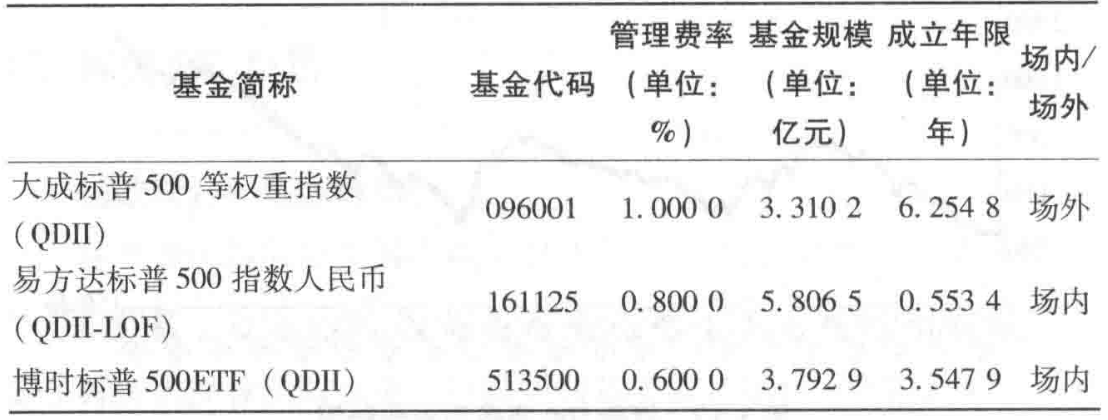 基金简称 基金代码 管理费率（单位：%） 基金规模（单位：亿元） 成立年限（单位：年） 场内/场外
大成标普 500 等权重指数（QDII） 096001 1.000 0 3.310 2 6.254 8 场外
易方达标普 500 指数人民币（QDII-LOF） 161125 0.800 0 5.806 5 0.553 4 场内
博时标普 500ETF（QDII） 513500 0.600 0 3.792 9 3.547 9 场内